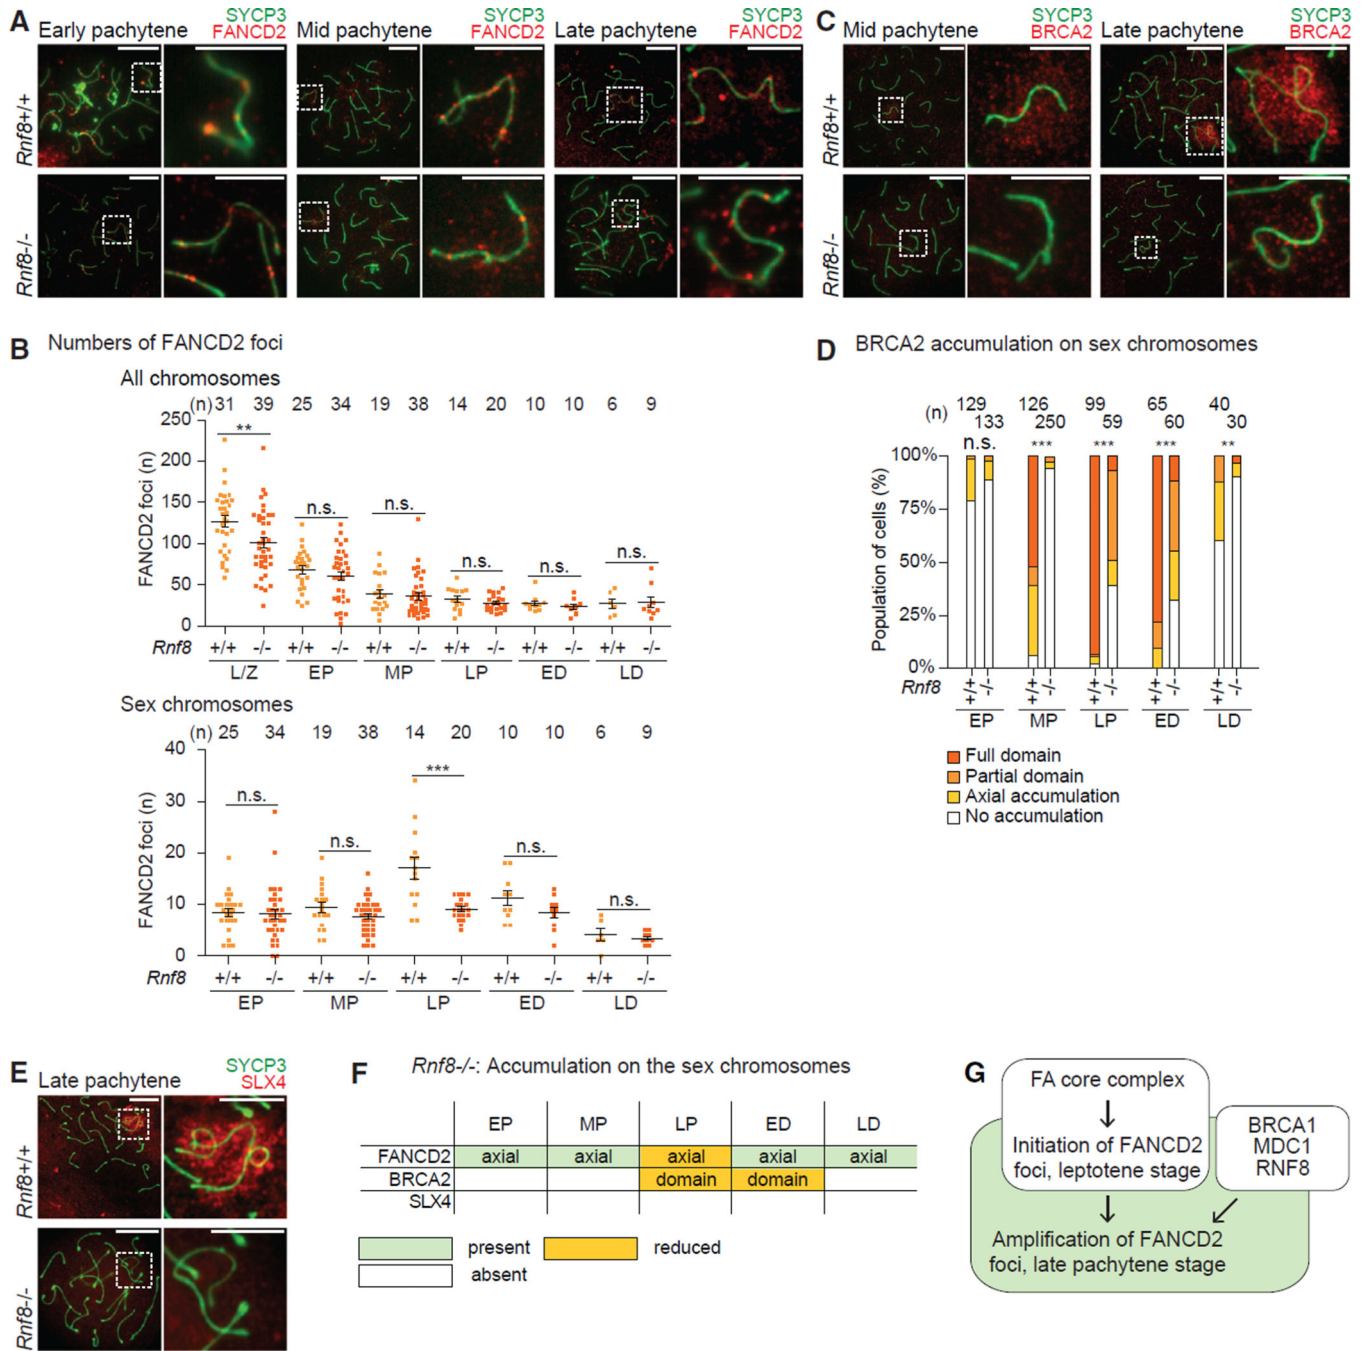 A
Early pachytene
SYCP3
FANCD2
Mid pachytene
SYCP3
FANCD2
Late pachytene
SYCP3
FANCD2
Rnf8+/+
Rnf8-/-
C
Mid pachytene
SYCP3
BRCA2
Late pachytene
SYCP3
BRCA2
Rnf8+/+
Rnf8-/-
B Numbers of FANCD2 foci
All chromosomes
(n) 31 39 25 34 19 38 14 20 10 10 6 9
250
200
150
100
50
0
FANCD2 foci (n)
** n.s. n.s. n.s. n.s. n.s.
Rnf8 +/+ -/- +/+ -/- +/+ -/- +/+ -/- +/+ -/- +/+ -/-
L/Z EP MP LP ED LD
Sex chromosomes
(n) 25 34 19 38 14 20 10 10 6 9
40
30
20
10
0
FANCD2 foci (n)
n.s. n.s. *** n.s. n.s.
Rnf8 +/+ -/- +/+ -/- +/+ -/- +/+ -/- +/+ -/-
EP MP LP ED LD
D BRCA2 accumulation on sex chromosomes
(n) 129 133 126 250 99 59 65 60 40 30
n.s. *** *** *** **
100%
75%
50%
25%
0%
Population of cells (%)
Rnf8 +/+ -/- +/+ -/- +/+ -/- +/+ -/- +/+ -/-
EP MP LP ED LD
Full domain
Partial domain
Axial accumulation
No accumulation
E
Late pachytene
SYCP3
SLX4
Rnf8+/+
Rnf8-/-
F Rnf8-/-: Accumulation on the sex chromosomes
EP MP LP ED LD
FANCD2 axial axial axial axial axial
BRCA2 domain domain
SLX4
present reduced
absent
G
FA core complex
Initiation of FANCD2
foci, leptotene stage
BRCA1
MDC1
RNF8
Amplification of FANCD2
foci, late pachytene stage